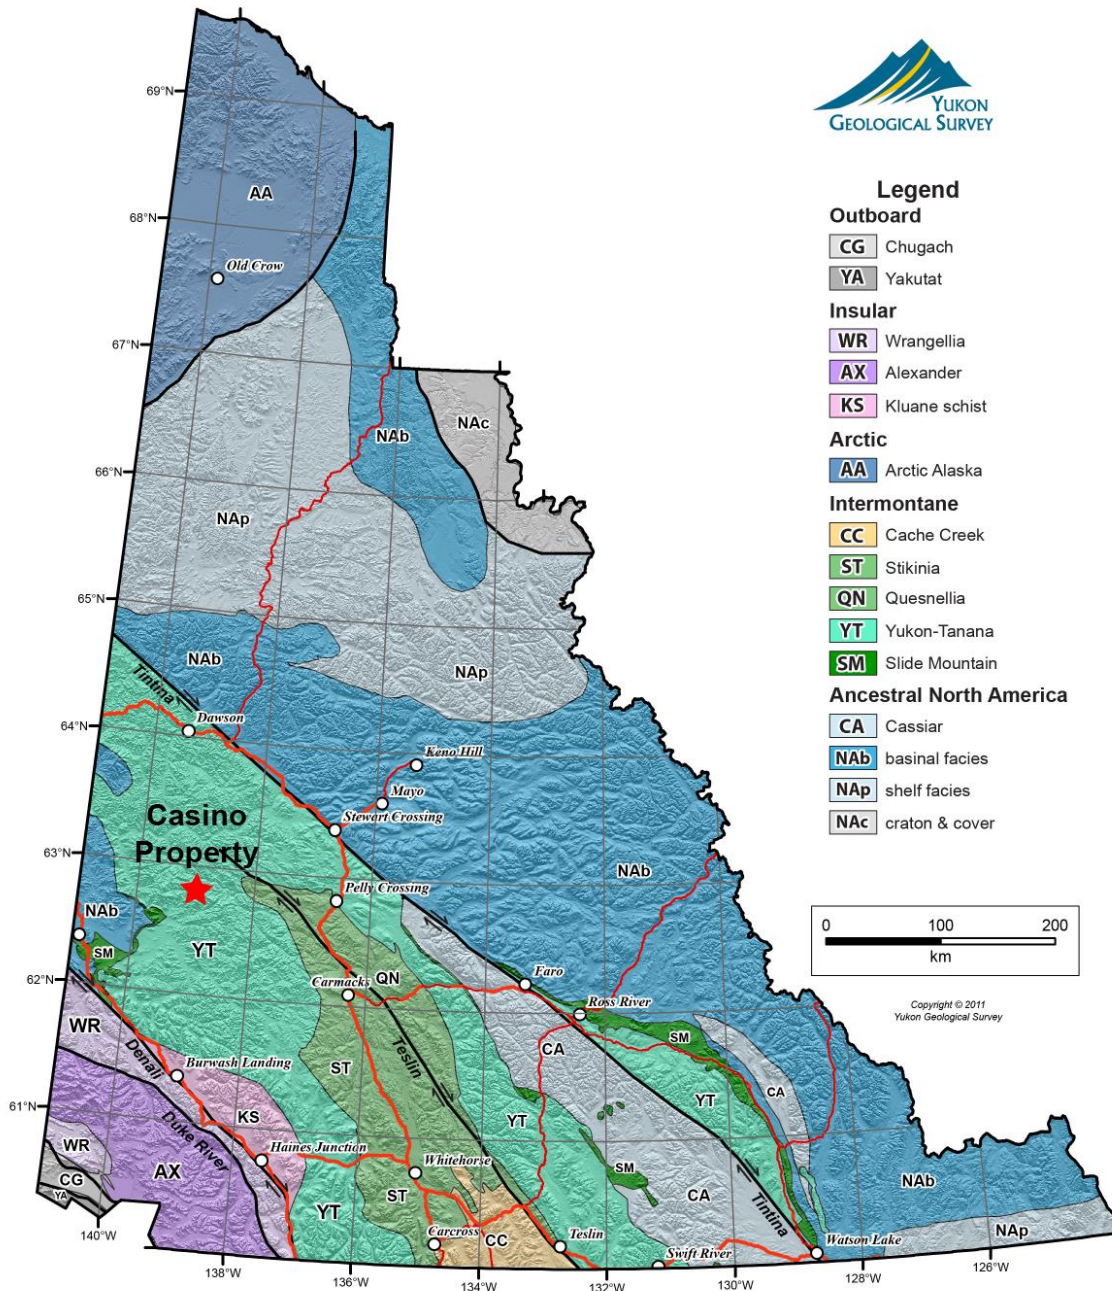 YUKON
GEOLOGICAL SURVEY
Legend
Outboard
CG Chugach
YA Yakutat
Insular
WR Wrangellia
AX Alexander
KS Kluane schist
Arctic
AA Arctic Alaska
Intermontane
CC Cache Creek
ST Stikinia
QN Quesnellia
YT Yukon-Tanana
SM Slide Mountain
Ancestral North America
CA Cassiar
NAb basinal facies
NAp shelf facies
NAc craton & cover
0 100 200
km
Copyright © 2011
Yukon Geological Survey
69°N
AA
68°N
Old Crow
67°N
NAc
NAb
66°N
NAp
65°N
NAb
NAp
Tintina
Dawson
64°N
Keno Hill
Mayo
Casino
Property
Stewart Crossing
63°N
NAb
Pelly Crossing
NAb
YT
SM
QN
Faro
62°N
Carmacks
Ross River
WR
SM
CA
Denali
Burwash Landing
ST
Teslin
CA
YT
61°N
KS
YT
Duke River
Haines Junction
WR
Whitehorse
SM
AX
CG
YA
NAb
ST
CA
YT
Tintina
Carcross
CC
Teslin
Swift River
Watson Lake
NAp
140°W
138°W
136°W
134°W
132°W
130°W
128°W
126°W